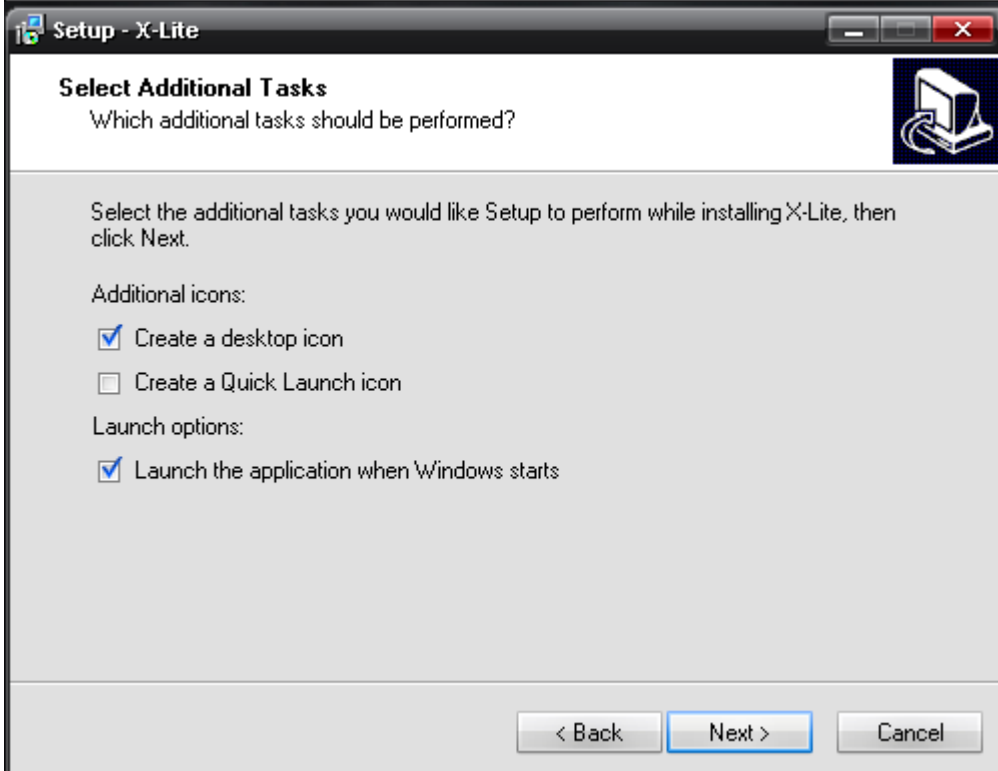 Setup - X-Lite
Select Additional Tasks
Which additional tasks should be performed?
Select the additional tasks you would like Setup to perform while installing X-Lite, then
click Next.
Additional icons:
Create a desktop icon
Create a Quick Launch icon
Launch options:
Launch the application when Windows starts
< Back
Next >
Cancel